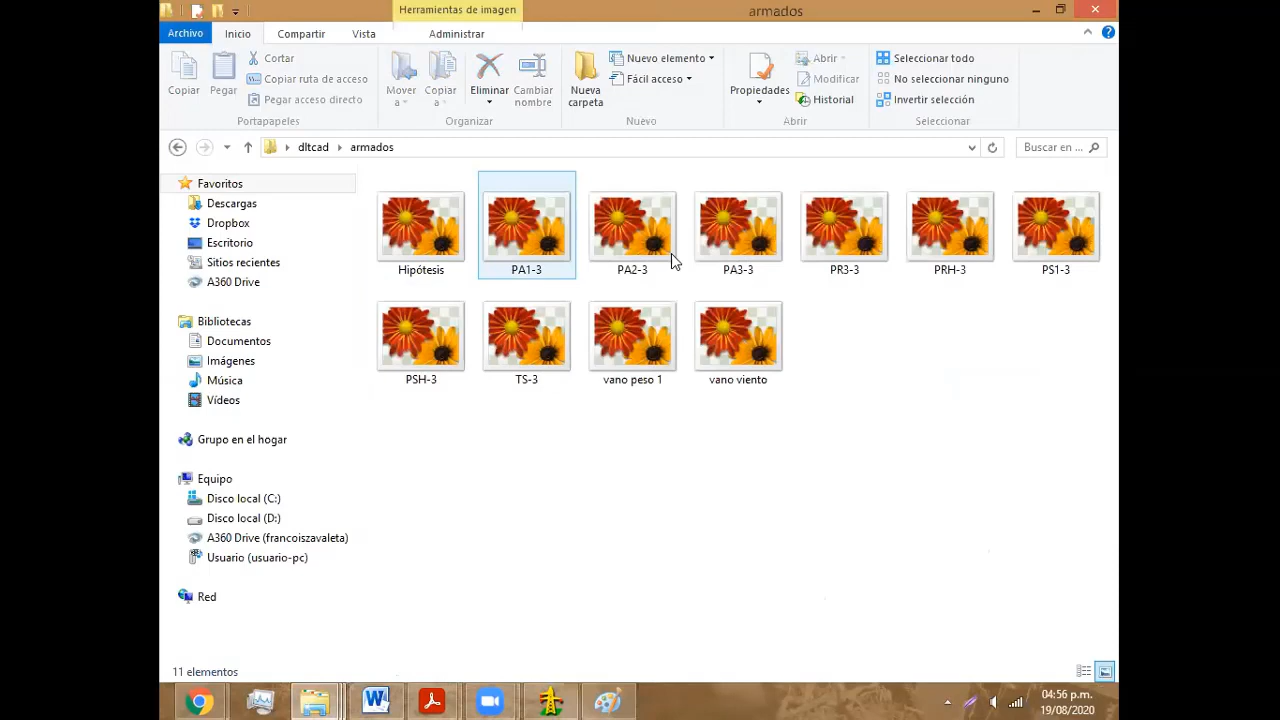 Herramientas de imagen
armados
Archivo
Inicio
Compartir
Vista
Administrar
Copiar
Pegar
Cortar
Copiar ruta de acceso
Pegar acceso directo
Portapapeles
Mover a
Copiar a
Eliminar
Cambiar nombre
Organizar
Nueva carpeta
Nuevo elemento
Fácil acceso
Nuevo
Propiedades
Abrir
Modificar
Historial
Abrir
Seleccionar todo
No seleccionar ninguno
Invertir selección
Seleccionar
dltcad
armados
Buscar en ...
Favoritos
Descargas
Dropbox
Escritorio
Sitios recientes
A360 Drive
Bibliotecas
Documentos
Imágenes
Música
Vídeos
Grupo en el hogar
Equipo
Disco local (C:)
Disco local (D:)
A360 Drive (francoiszavaleta)
Usuario (usuario-pc)
Red
Hipótesis
PA1-3
PA2-3
PA3-3
PR3-3
PRH-3
PS1-3
PSH-3
TS-3
vano peso 1
vano viento
11 elementos
04:56 p.m.
19/08/2020